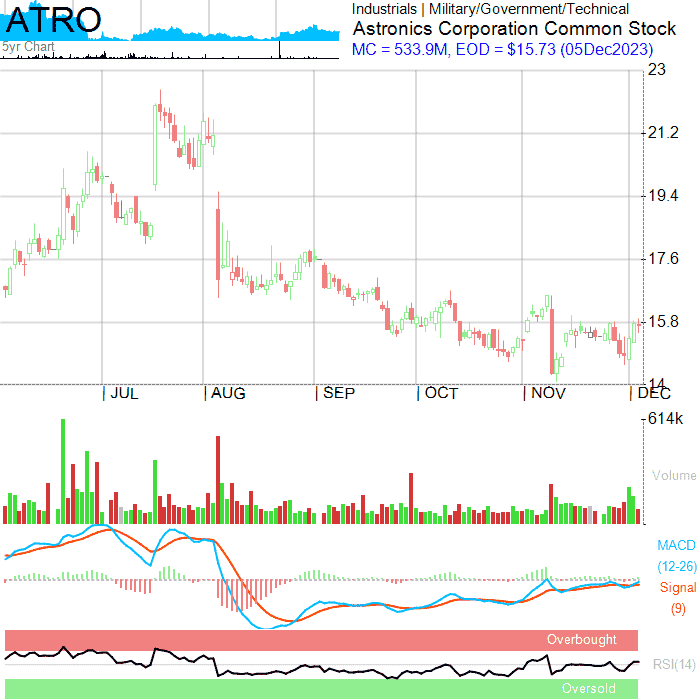 ATRO
5yr Chart
Industrials | Military/Government/Technical
Astronics Corporation Common Stock
MC = 533.9M, EOD = $15.73 (05Dec2023)
23
21.2
19.4
17.6
15.8
14
JUL AUG SEP OCT NOV DEC
614k
Volume
MACD
(12-26)
Signal
(9)
Overbought
RSI(14)
Oversold